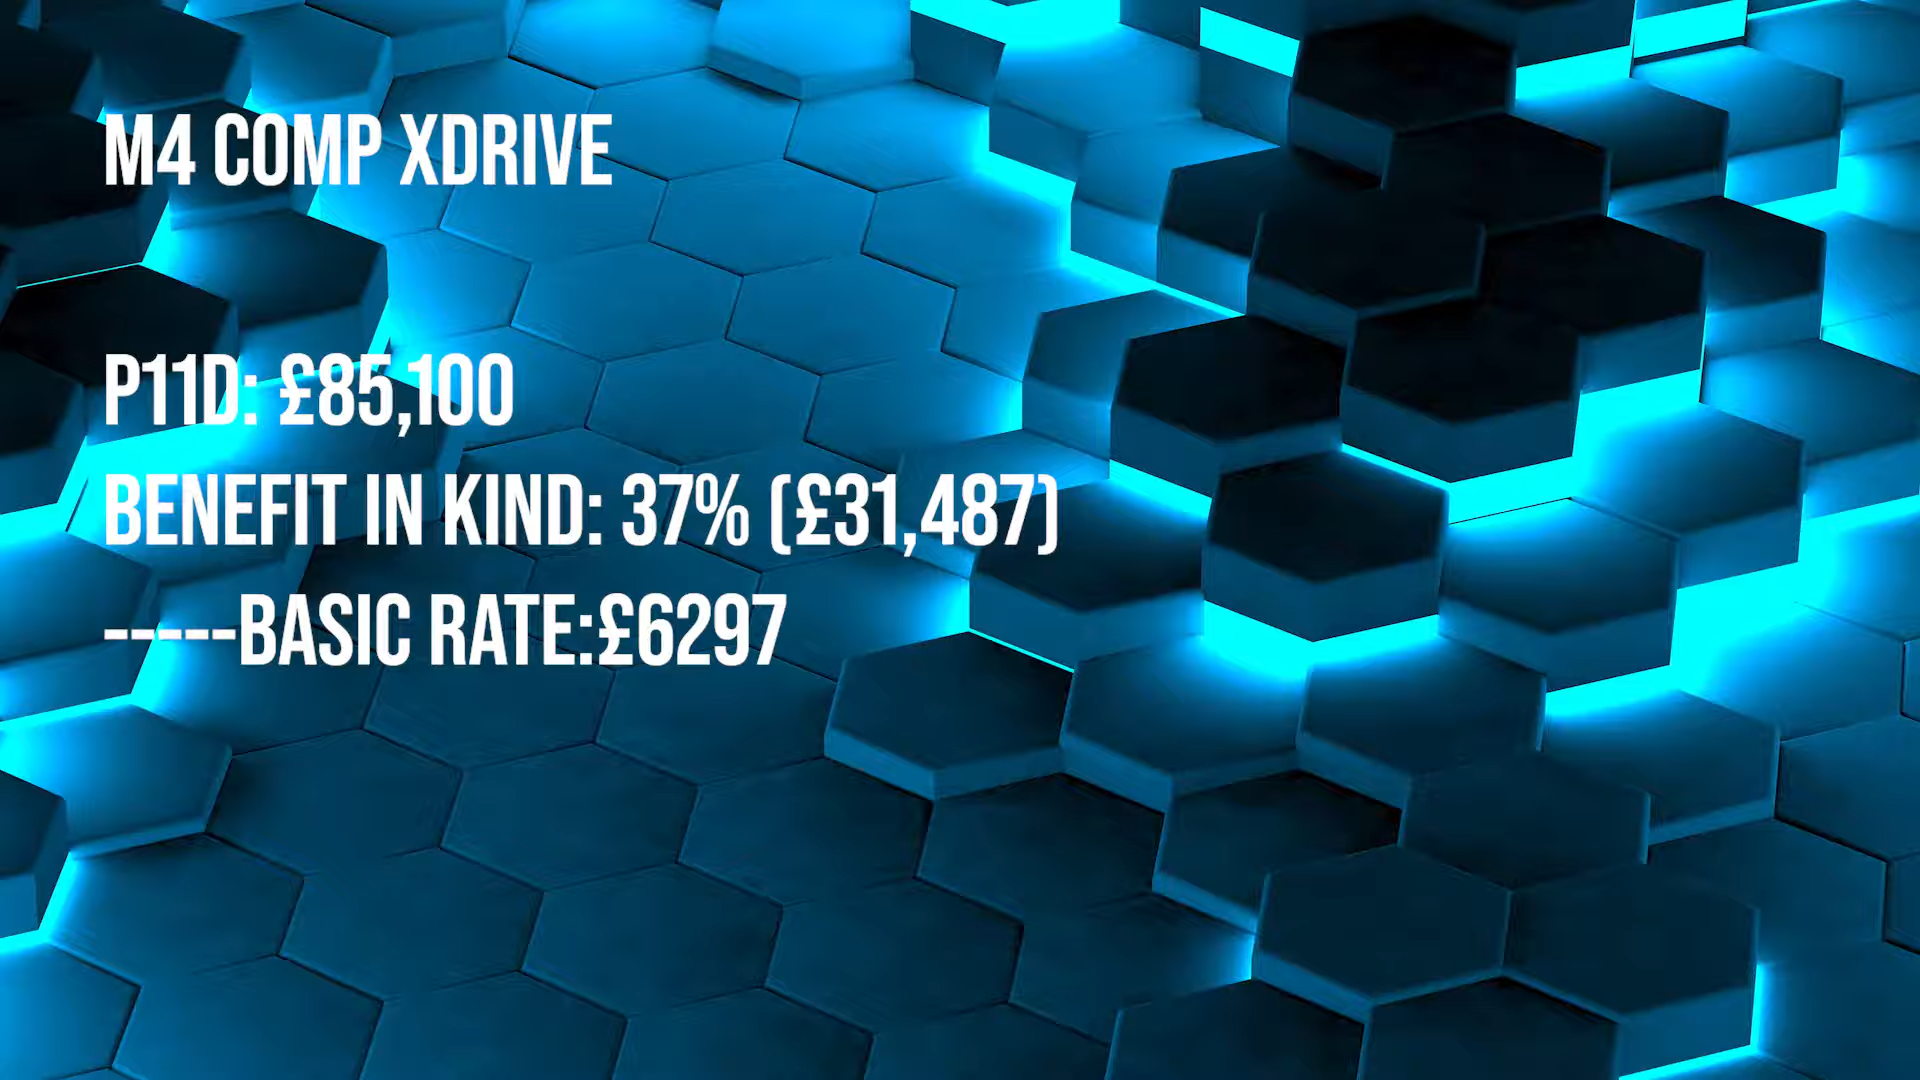 M4 COMP XDRIVE
P11D: £85,100
BENEFIT IN KIND: 37% (£31,487)
-----BASIC RATE:£6297